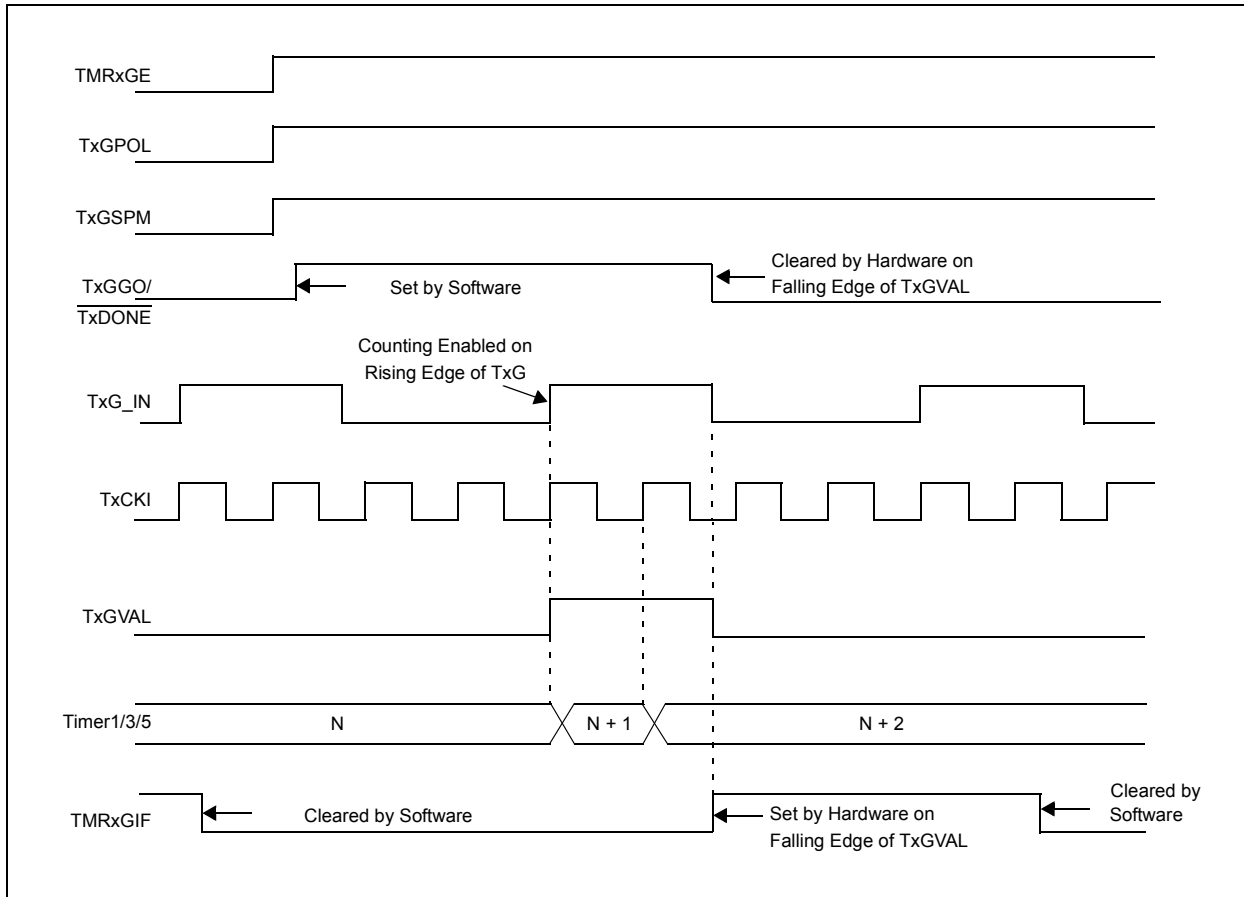 TMRxGE
TxGPOL
TxGSPM
TxGGO/
TxDONE
Set by Software
Cleared by Hardware on
Falling Edge of TxGVAL
Counting Enabled on
Rising Edge of TxG
TxG_IN
TxCKI
TxGVAL
Timer1/3/5
N
N + 1
N + 2
TMRxGIF
Cleared by Software
Set by Hardware on
Falling Edge of TxGVAL
Cleared by
Software